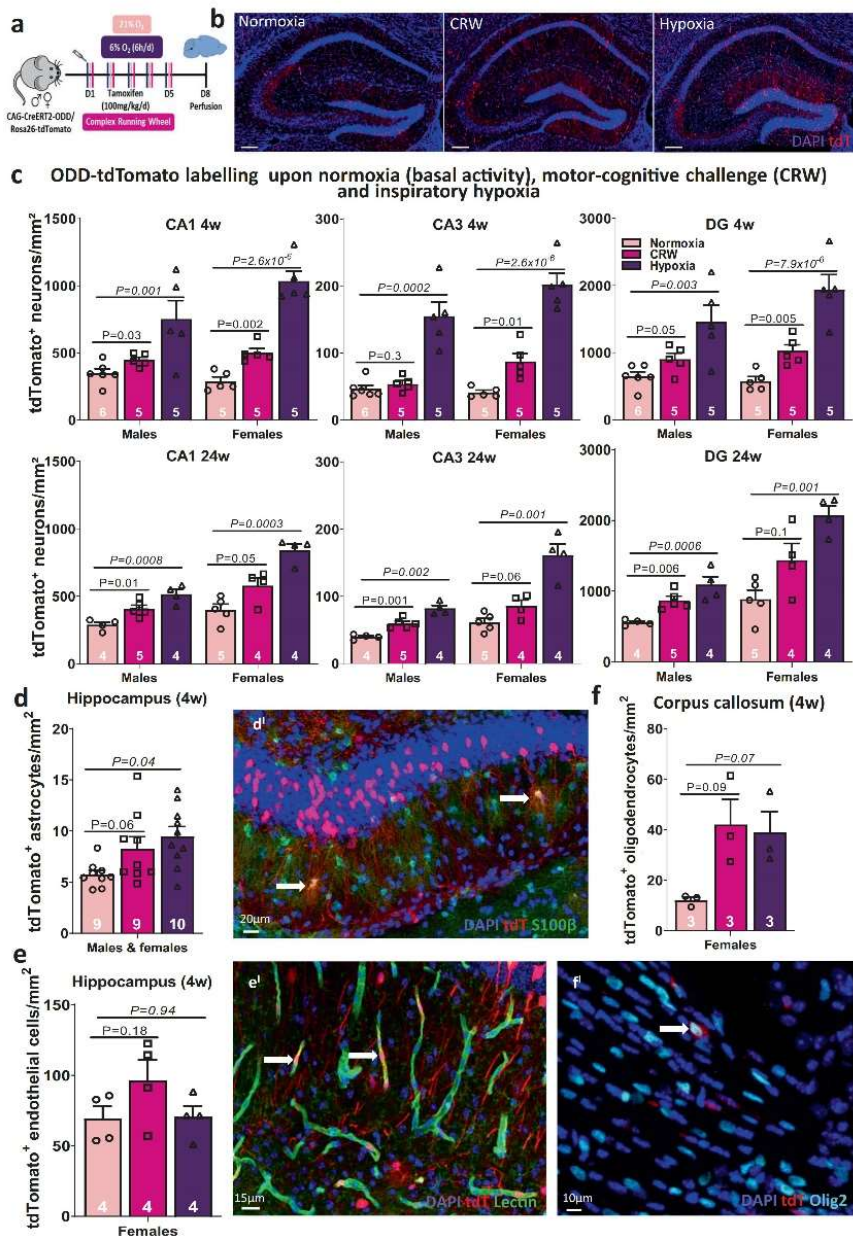 a
21% O₂
6% O₂ (6h/d)
D1 Tamoxifen D5 D8
(100mg/kg/d) Perfusion
CAG-CreERT2-ODD/
Rosa26-tdTomato
Complex Running Wheel
b
Normoxia CRW Hypoxia
DAPI tdT
c ODD-tdTomato labelling upon normoxia (basal activity), motor-cognitive challenge (CRW)
and inspiratory hypoxia
CA1 4w
tdTomato⁺ neurons/mm²
1500
1000
500
0
P=0.001
P=0.03
P=2.6x10⁻⁵
P=0.002
6 5 5 5 5 5
Males Females
CA3 4w
300
200
100
0
P=0.0002
P=0.3
P=2.6x10⁻⁶
P=0.01
6 5 5 5 5 5
Males Females
DG 4w
Normoxia
CRW
Hypoxia
3000
2000
1000
0
P=0.003
P=0.05
P=7.9x10⁻⁶
P=0.005
6 5 5 5 5 5
Males Females
CA1 24w
tdTomato⁺ neurons/mm²
1500
1000
500
0
P=0.0008
P=0.01
P=0.0003
P=0.05
4 5 4 5 4 4
Males Females
CA3 24w
300
200
100
0
P=0.002
P=0.001
P=0.001
P=0.06
4 5 4 5 4 4
Males Females
DG 24w
3000
2000
1000
0
P=0.0006
P=0.006
P=0.001
P=0.1
4 5 4 5 4 4
Males Females
d
Hippocampus (4w)
tdTomato⁺ astrocytes/mm²
20
15
10
5
0
P=0.04
P=0.06
9 9 10
Males & females
dᴵ
20µm
DAPI tdT S100β
f
Corpus callosum (4w)
tdTomato⁺ oligodendrocytes/mm²
80
60
40
20
0
P=0.07
P=0.09
3 3 3
Females
e
Hippocampus (4w)
tdTomato⁺ endothelial cells/mm²
200
150
100
50
0
P=0.94
P=0.18
4 4 4
Females
eᴵ
15µm
DAPI tdT Lectin
fᴵ
10µm
DAPI tdT Olig2